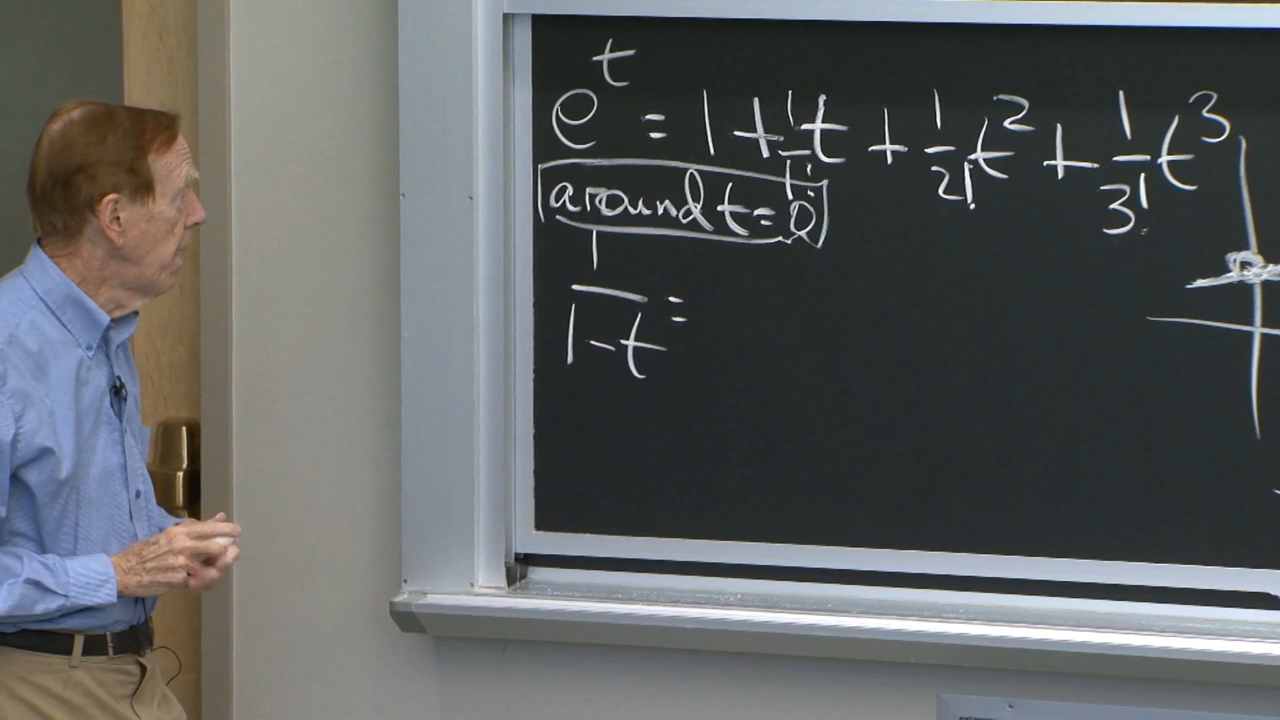 e^t = 1 + 1/1! t + 1/2! t^2 + 1/3! t^3
around t = 0
1/(1-t) =